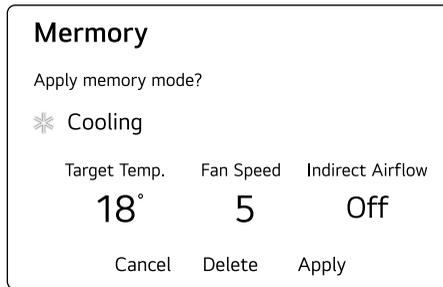 Mermory
Apply memory mode?
Cooling
Target Temp. Fan Speed Indirect Airflow
18° 5 Off
Cancel Delete Apply